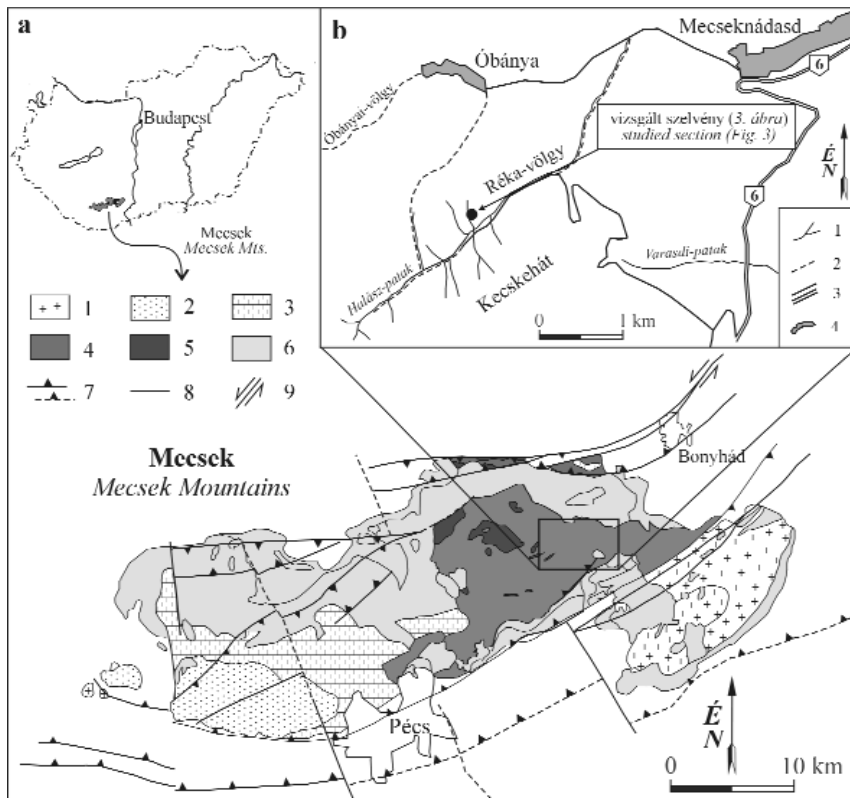 a
Budapest
Mecsek
Mecsek Mts.
1
2
3
4
5
6
7
8
9
b
Mecseknádasd
Óbánya
6
Óbányai-völgy
vizsgált szelvény (3. ábra)
studied section (Fig. 3)
Réka-völgy
É
N
6
Halász-patak
Kecskehát
Varasdi-patak
0
1 km
1
2
3
4
Mecsek
Mecsek Mountains
Bonyhád
Pécs
É
N
0
10 km